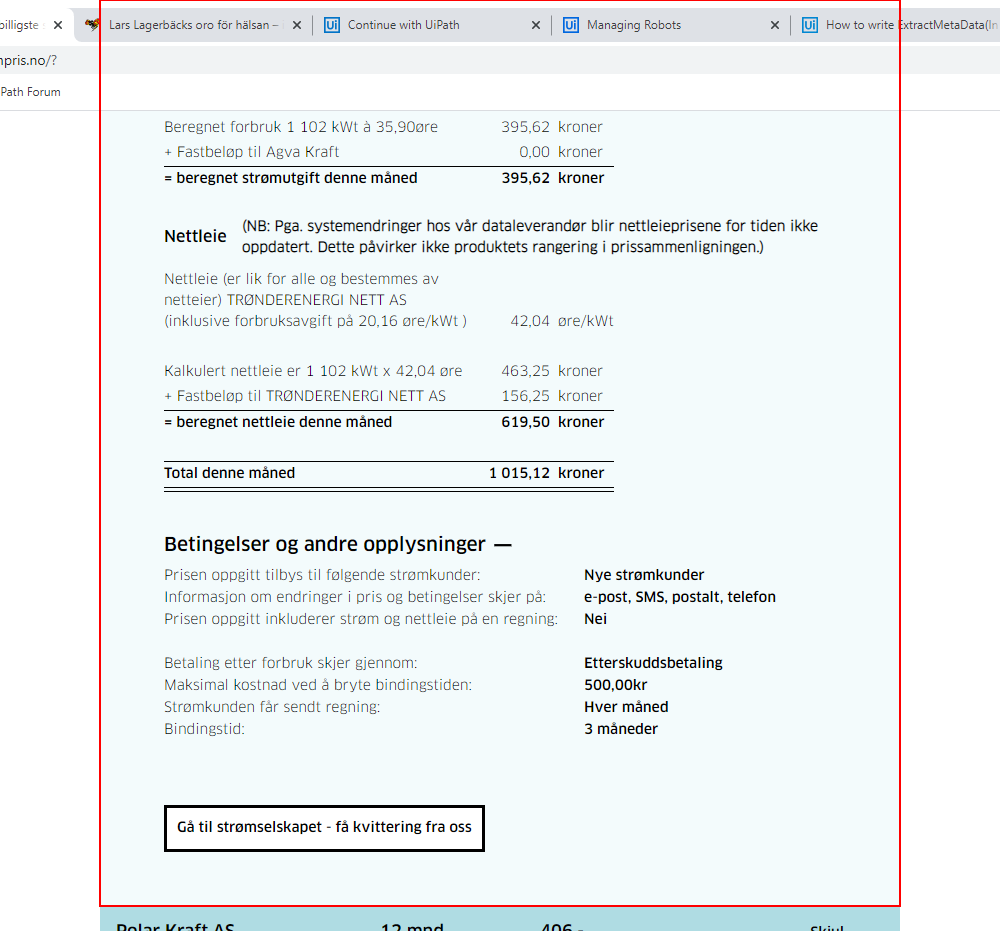 billigste
Lars Lagerbäcks oro för hälsan –
Continue with UiPath
Managing Robots
How to write ExtractMetaData(In
npris.no/?
Path Forum
Beregnet forbruk 1 102 kWt à 35,90øre 395,62 kroner
+ Fastbeløp til Agva Kraft 0,00 kroner
= beregnet strømutgift denne måned 395,62 kroner
Nettleie (NB: Pga. systemendringer hos vår dataleverandør blir nettleieprisene for tiden ikke
oppdatert. Dette påvirker ikke produktets rangering i prissammenligningen.)
Nettleie (er lik for alle og bestemmes av
netteier) TRØNDERENERGI NETT AS
(inklusive forbruksavgift på 20,16 øre/kWt ) 42,04 øre/kWt
Kalkulert nettleie er 1 102 kWt x 42,04 øre 463,25 kroner
+ Fastbeløp til TRØNDERENERGI NETT AS 156,25 kroner
= beregnet nettleie denne måned 619,50 kroner
Total denne måned 1 015,12 kroner
Betingelser og andre opplysninger —
Prisen oppgitt tilbys til følgende strømkunder: Nye strømkunder
Informasjon om endringer i pris og betingelser skjer på: e-post, SMS, postalt, telefon
Prisen oppgitt inkluderer strøm og nettleie på en regning: Nei
Betaling etter forbruk skjer gjennom: Etterskuddsbetaling
Maksimal kostnad ved å bryte bindingstiden: 500,00kr
Strømkunden får sendt regning: Hver måned
Bindingstid: 3 måneder
Gå til strømselskapet - få kvittering fra oss
Polar Kraft AS 12 mnd 406,- Skjul